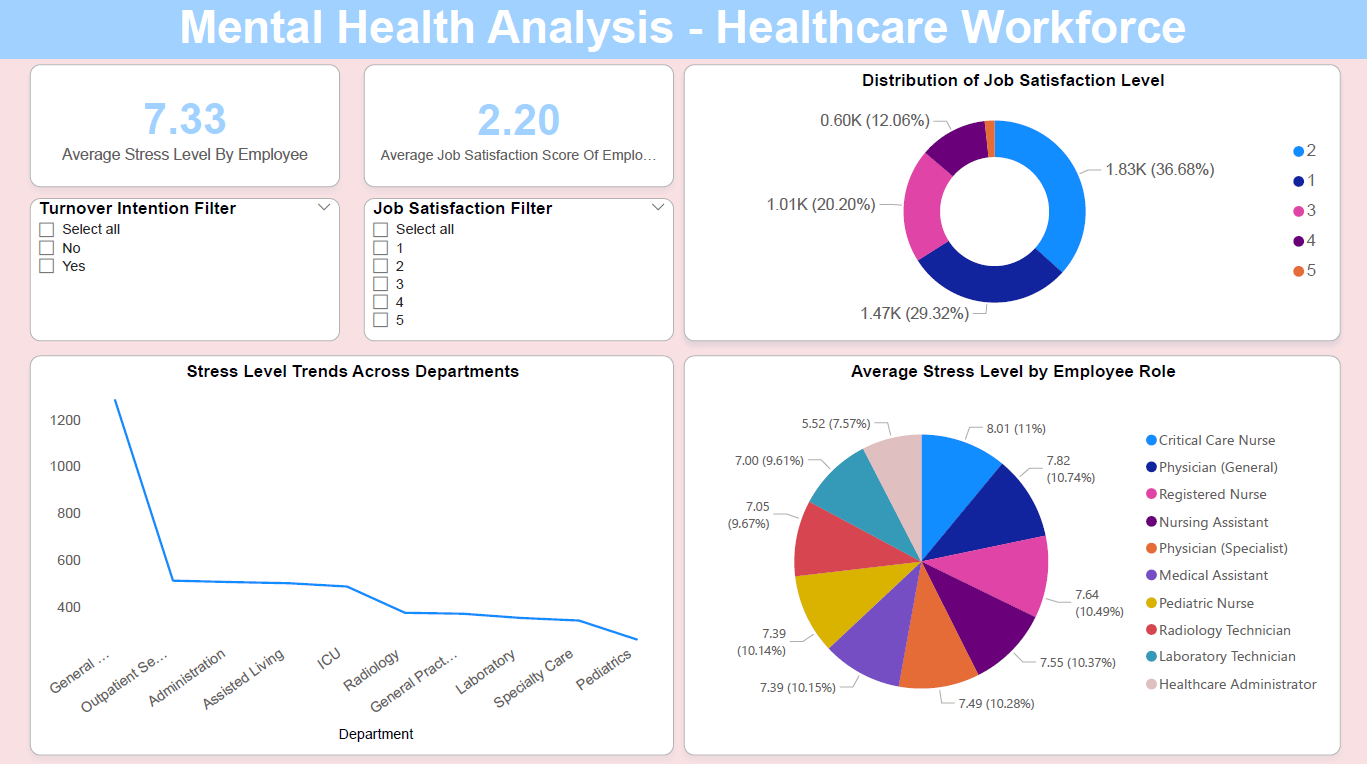 Mental Health Analysis - Healthcare Workforce
7.33
Average Stress Level By Employee
2.20
Average Job Satisfaction Score Of Emplo...
Turnover Intention Filter
Select all
No
Yes
Job Satisfaction Filter
Select all
1
2
3
4
5
Distribution of Job Satisfaction Level
0.60K (12.06%)
1.83K (36.68%)
1.01K (20.20%)
1.47K (29.32%)
2
1
3
4
5
Stress Level Trends Across Departments
1200
1000
800
600
400
General ...
Outpatient Se...
Administration
Assisted Living
ICU
Radiology
General Pract...
Laboratory
Specialty Care
Pediatrics
Department
Average Stress Level by Employee Role
5.52 (7.57%)
8.01 (11%)
7.00 (9.61%)
7.82
(10.74%)
7.05
(9.67%)
7.64
(10.49%)
7.39
(10.14%)
7.55 (10.37%)
7.39 (10.15%)
7.49 (10.28%)
Critical Care Nurse
Physician (General)
Registered Nurse
Nursing Assistant
Physician (Specialist)
Medical Assistant
Pediatric Nurse
Radiology Technician
Laboratory Technician
Healthcare Administrator